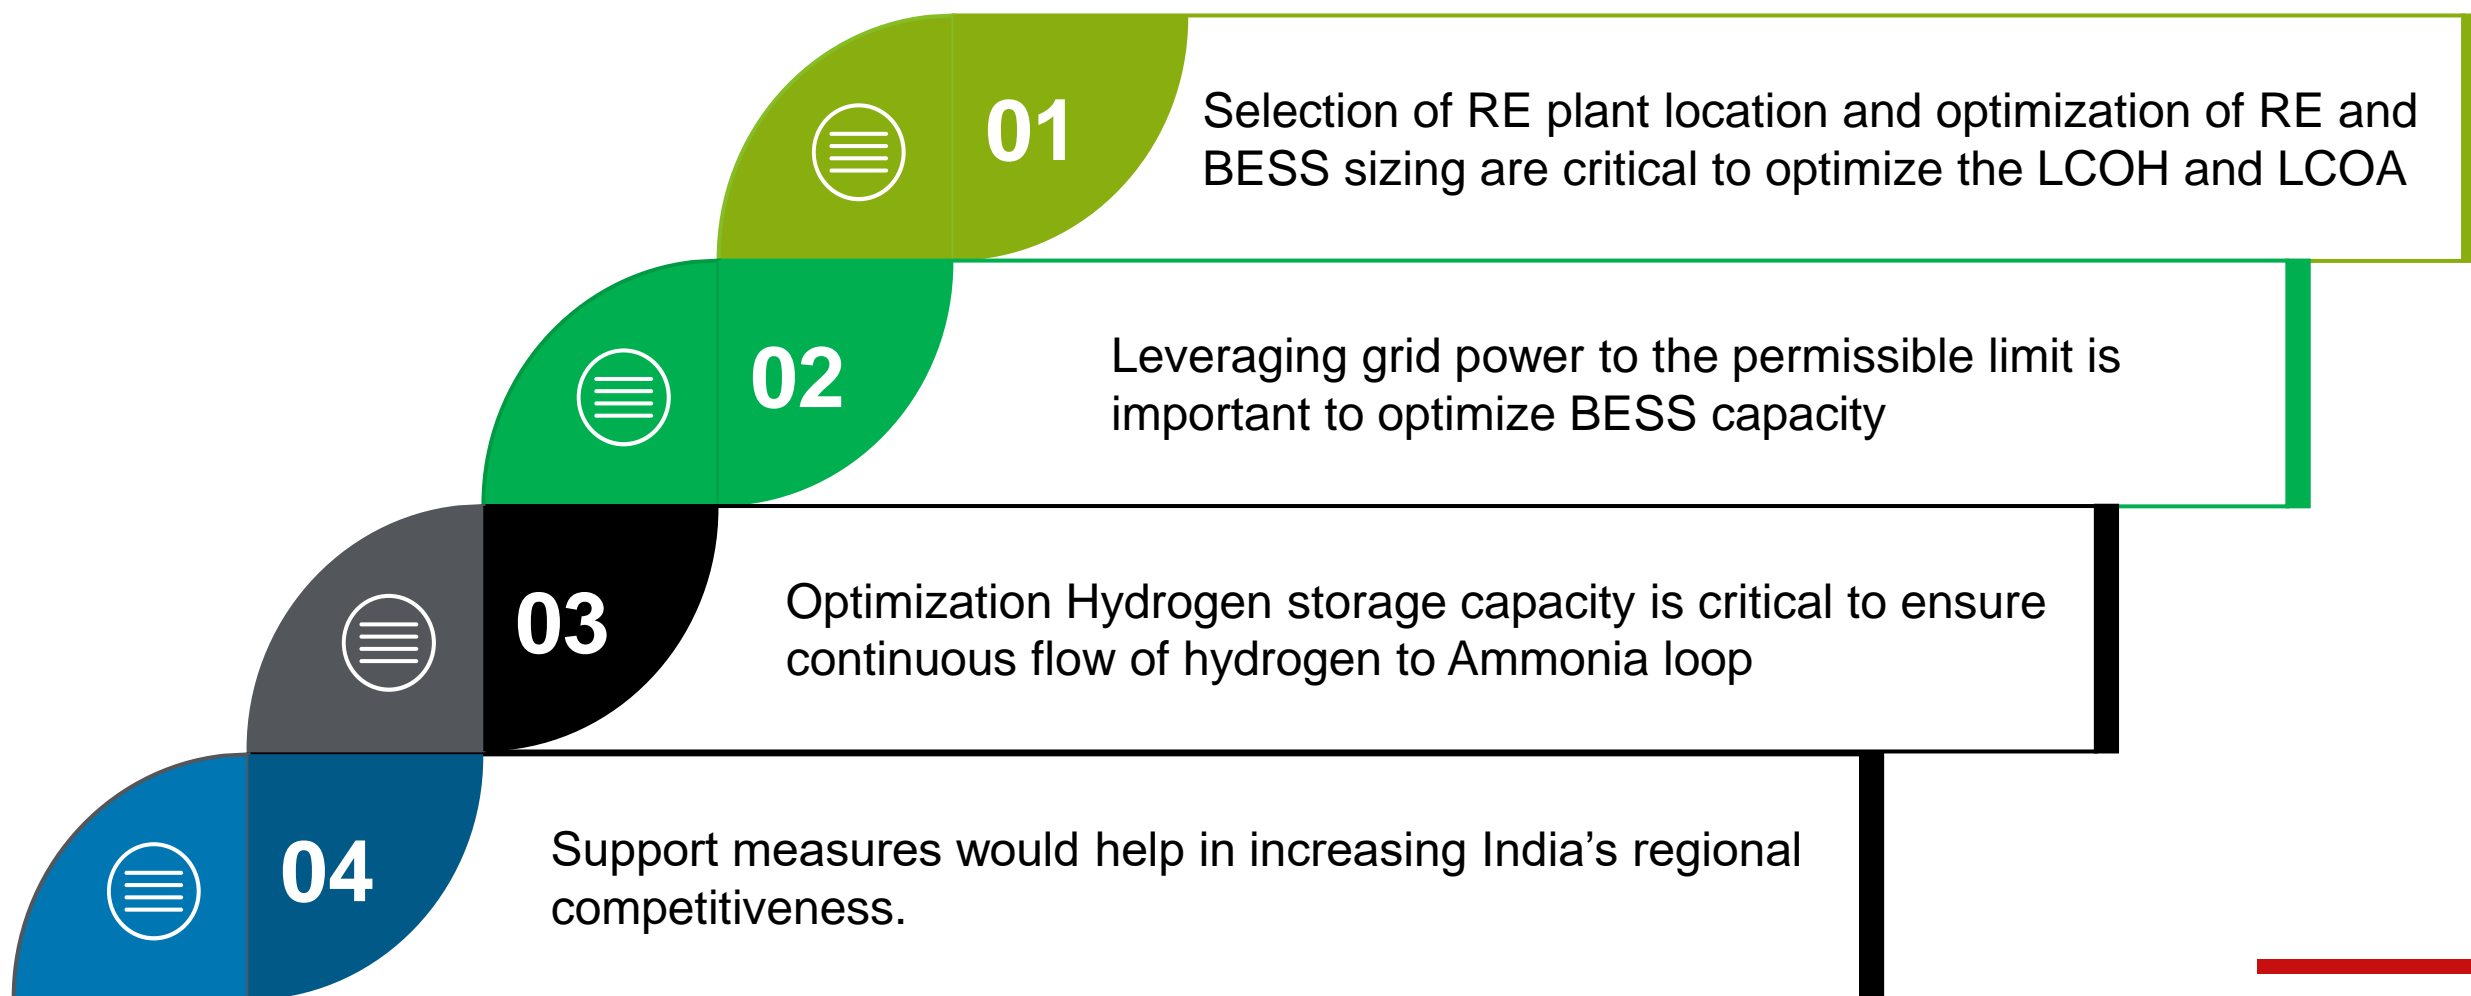 01
Selection of RE plant location and optimization of RE and
BESS sizing are critical to optimize the LCOH and LCOA
02
Leveraging grid power to the permissible limit is
important to optimize BESS capacity
03
Optimization Hydrogen storage capacity is critical to ensure
continuous flow of hydrogen to Ammonia loop
04
Support measures would help in increasing India’s regional
competitiveness.